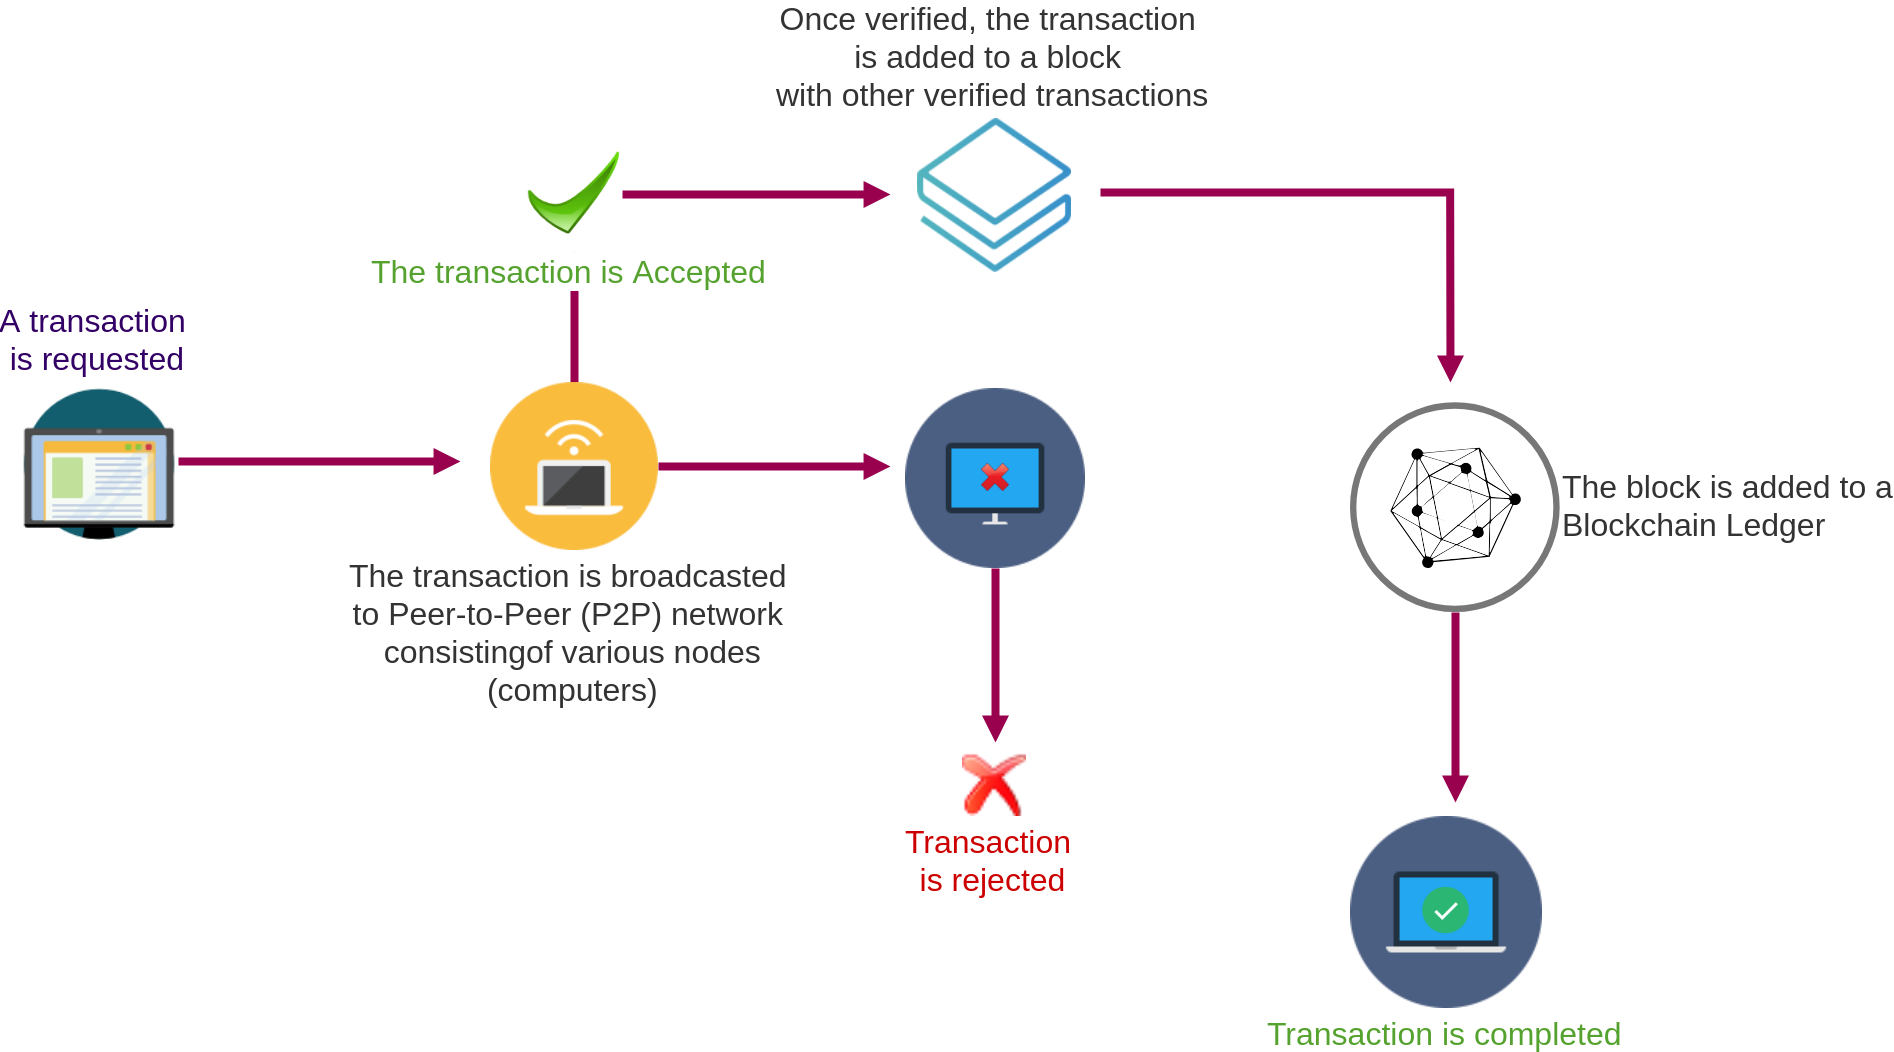 Once verified, the transaction
is added to a block
with other verified transactions
The transaction is Accepted
A transaction
is requested
The transaction is broadcasted
to Peer-to-Peer (P2P) network
consistingof various nodes
(computers)
The block is added to a
Blockchain Ledger
Transaction
is rejected
Transaction is completed